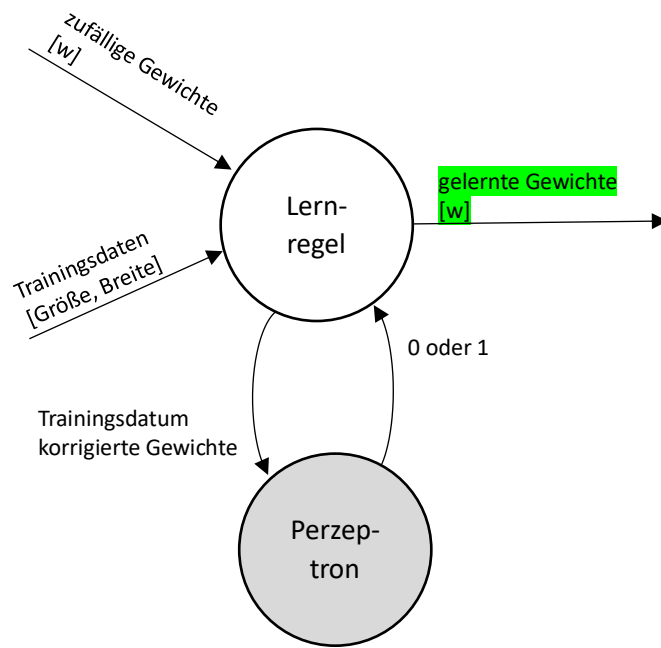 zufällige Gewichte
[w]
gelernte Gewichte
[w]
Lern-
regel
Trainingsdaten
[Größe, Breite]
0 oder 1
Trainingsdatum
korrigierte Gewichte
Perzep-
tron